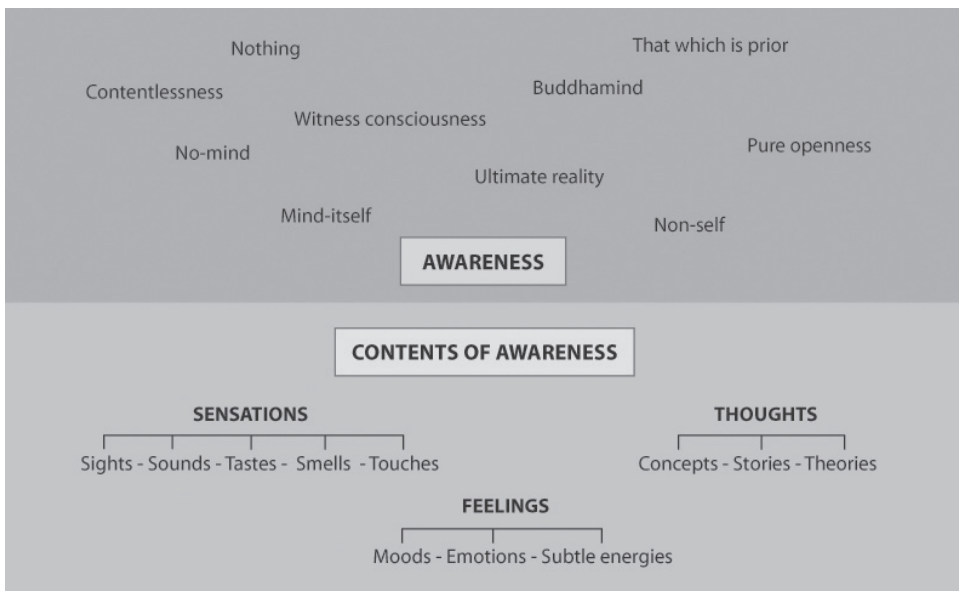 Nothing
That which is prior
Contentlessness
Buddhamind
Witness consciousness
No-mind
Pure openness
Ultimate reality
Mind-itself
Non-self
AWARENESS
CONTENTS OF AWARENESS
SENSATIONS
THOUGHTS
Sights - Sounds - Tastes - Smells - Touches
Concepts - Stories - Theories
FEELINGS
Moods - Emotions - Subtle energies